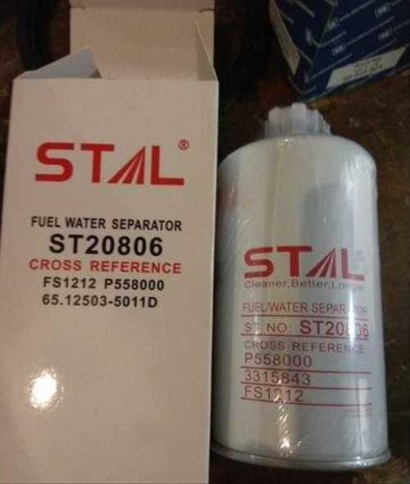 STAL®
FUEL WATER SEPARATOR
ST20806
CROSS REFERENCE
FS1212 P558000
65.12503-5011D
STAL
Cleaner,Better,Longer
FUEL/WATER SEPARATOR
ST NO: ST20806
CROSS REFERENCE
P558000
3315843
FS1212